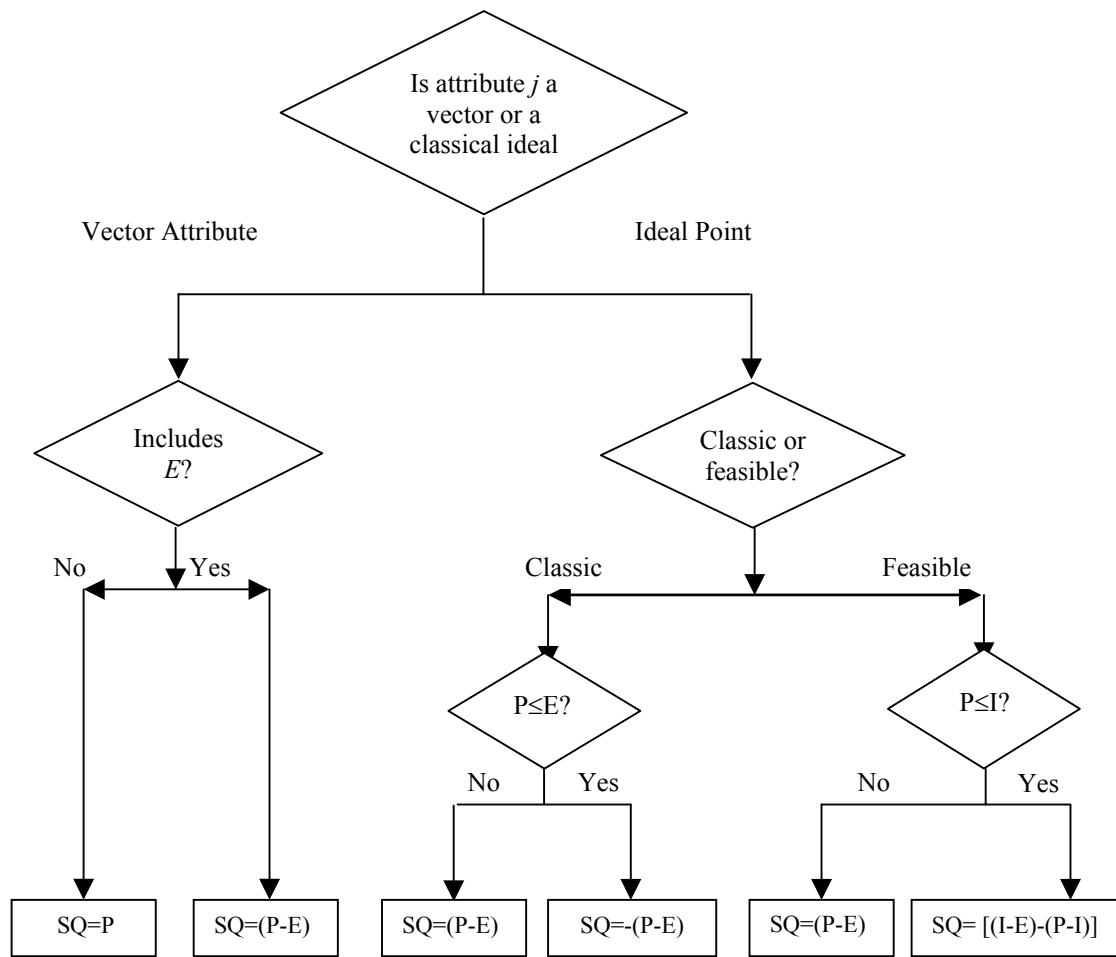 Is attribute j a
vector or a
classical ideal
Vector Attribute
Ideal Point
Includes
E?
Classic or
feasible?
No
Yes
Classic
Feasible
P≤E?
P≤I?
No
Yes
No
Yes
SQ=P
SQ=(P-E)
SQ=(P-E)
SQ=-(P-E)
SQ=(P-E)
SQ= [(I-E)-(P-I)]